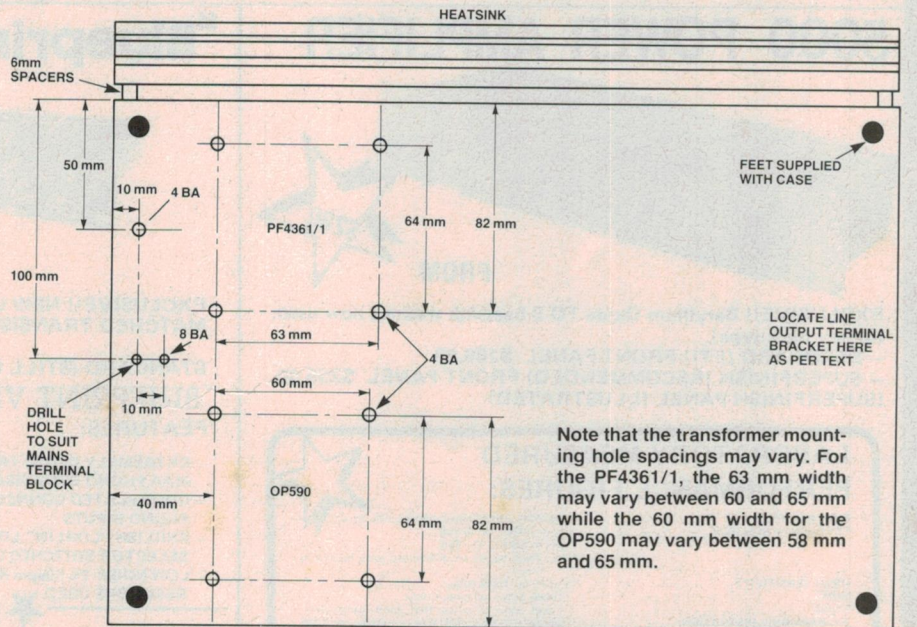 HEATSINK
6mm
SPACERS
50 mm
10 mm
4 BA
FEET SUPPLIED
WITH CASE
PF4361/1
64 mm
82 mm
100 mm
LOCATE LINE
OUTPUT TERMINAL
BRACKET HERE
AS PER TEXT
8 BA
63 mm
4 BA
60 mm
10 mm
DRILL
HOLE
TO SUIT
MAINS
TERMINAL
BLOCK
40 mm
OP590
64 mm
82 mm
Note that the transformer mount-
ing hole spacings may vary. For
the PF4361/1, the 63 mm width
may vary between 60 and 65 mm
while the 60 mm width for the
OP590 may vary between 58 mm
and 65 mm.